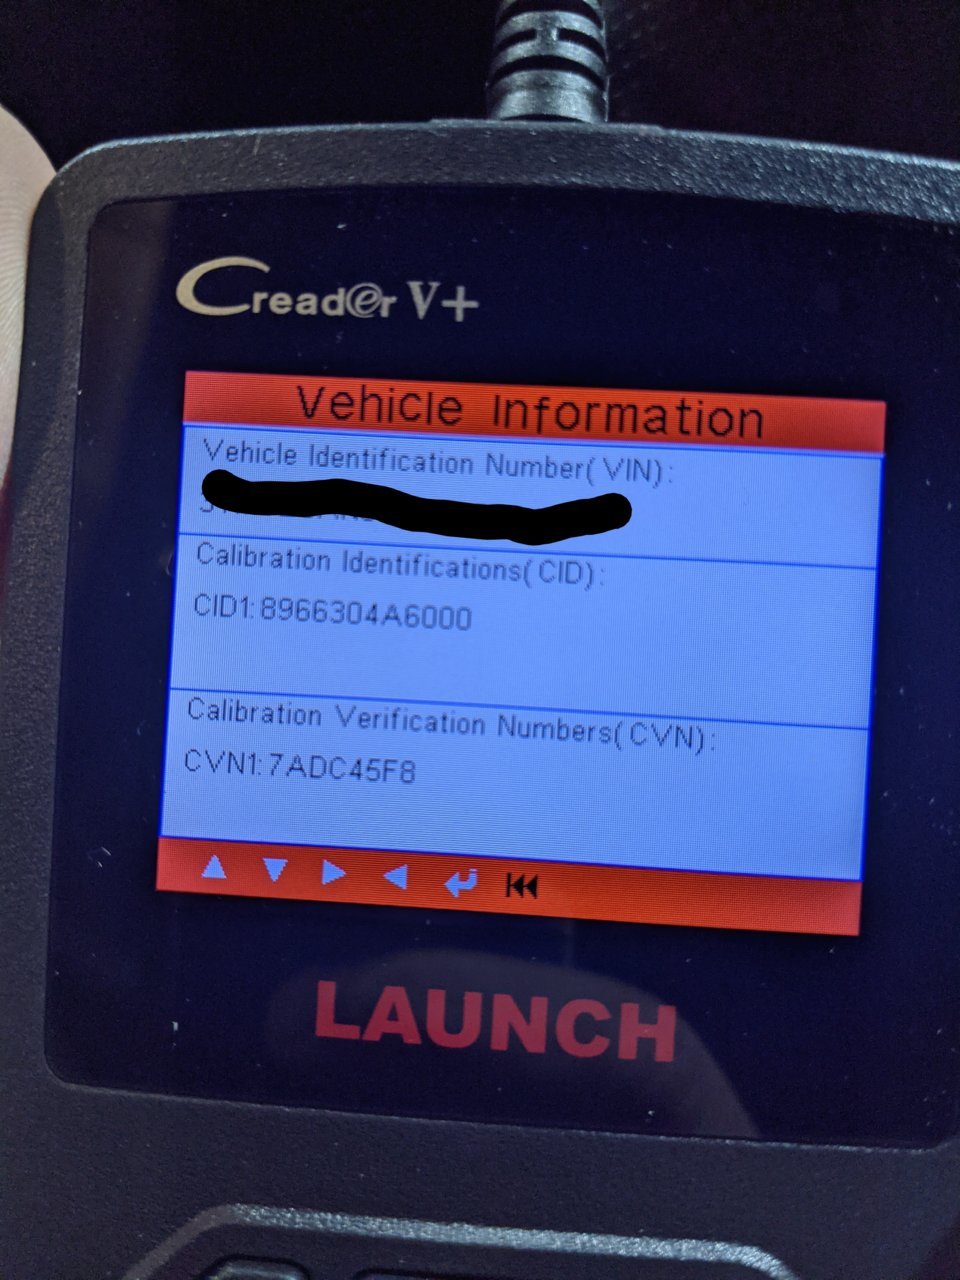 Creader V+
Vehicle Information
Vehicle Identification Number(VIN):
Calibration Identifications(CID):
CID1:8966304A6000
Calibration Verification Numbers(CVN):
CVN1:7ADC45F8
LAUNCH